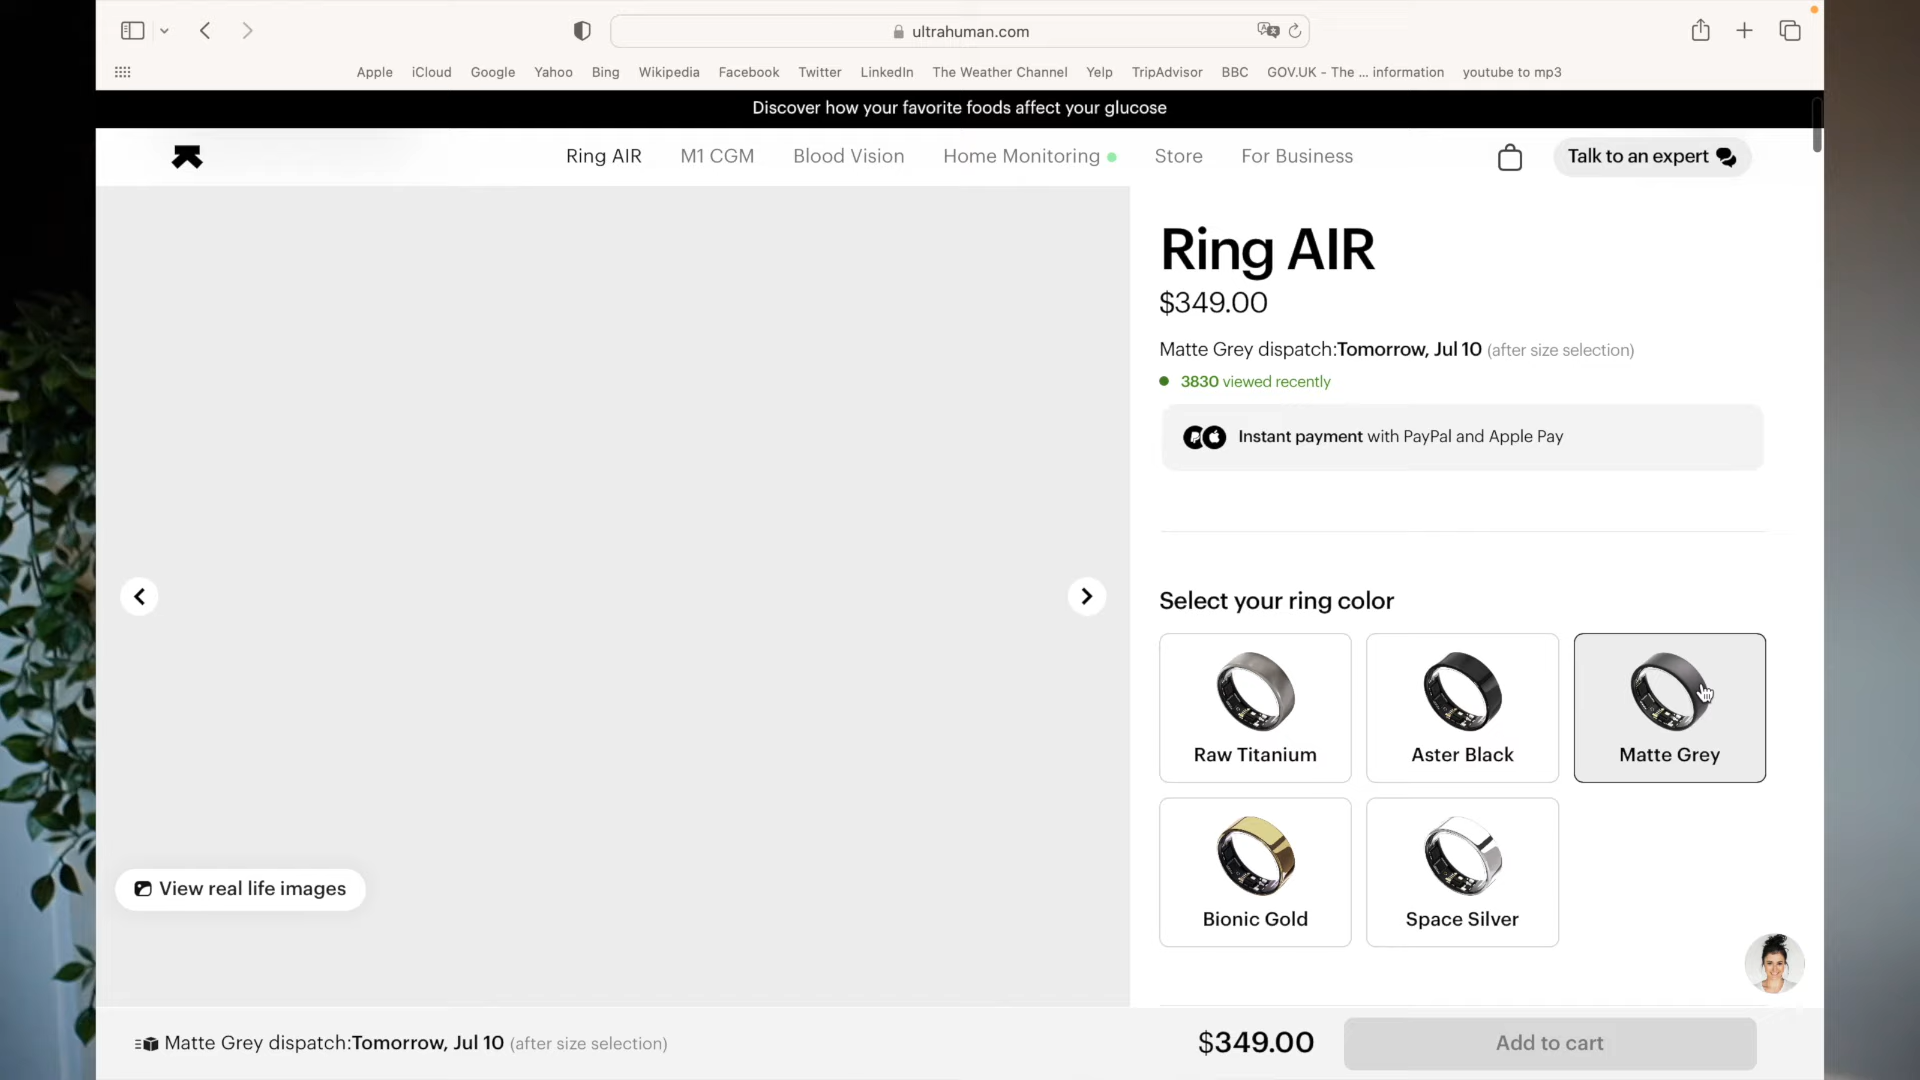 ultrahuman.com
Apple
iCloud
Google
Yahoo
Bing
Wikipedia
Facebook
Twitter
LinkedIn
The Weather Channel
Yelp
TripAdvisor
BBC
GOV.UK - The ... information
youtube to mp3
Discover how your favorite foods affect your glucose
Ring AIR
M1 CGM
Blood Vision
Home Monitoring
Store
For Business
Talk to an expert
Ring AIR
$349.00
Matte Grey dispatch:Tomorrow, Jul 10 (after size selection)
3830 viewed recently
Instant payment with PayPal and Apple Pay
Select your ring color
Raw Titanium
Aster Black
Matte Grey
Bionic Gold
Space Silver
View real life images
Matte Grey dispatch:Tomorrow, Jul 10 (after size selection)
$349.00
Add to cart